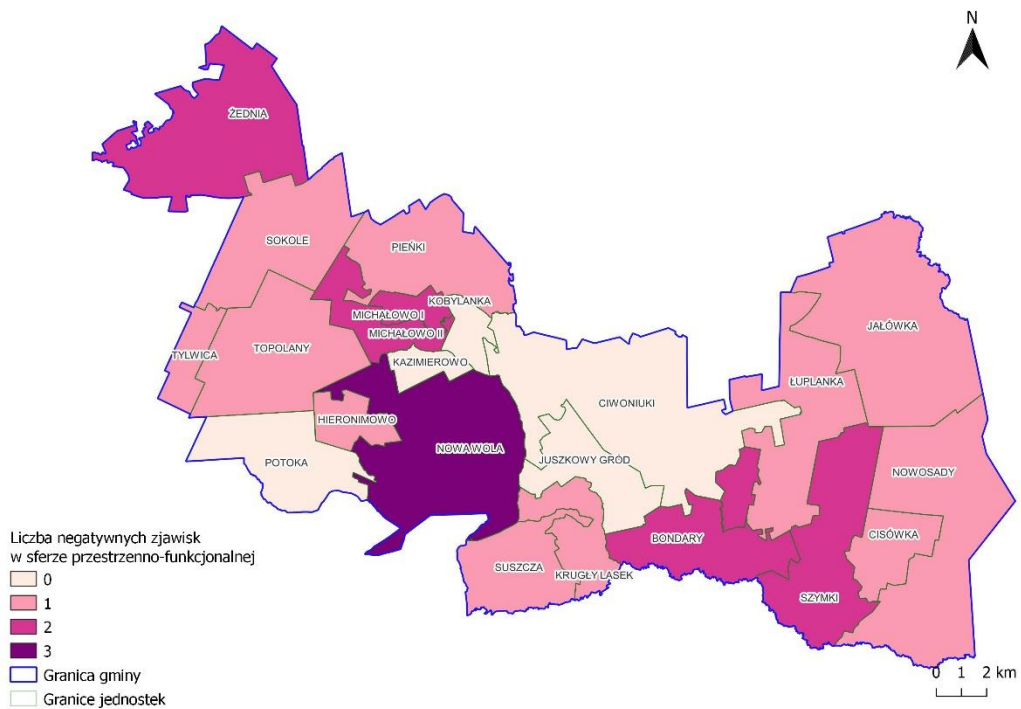 N
ŻEDNIA
SOKOLE
PIEŃKI
KOBYLANKA
MICHAŁOWO I
MICHAŁOWO II
TYLWICA
TOPOLANY
KAZIMIEROWO
JAŁÓWKA
ŁUPLANKA
CIWONIUKI
HIERONIMOWO
NOWA WOLA
POTOKA
JUSZKOWY GRÓD
NOWOSADY
CISÓWKA
BONDARY
SUSZCZA
KRUGŁY LASEK
SZYMKI
Liczba negatywnych zjawisk
w sferze przestrzenno-funkcjonalnej
0
1
2
3
Granica gminy
Granice jednostek
0 1 2 km